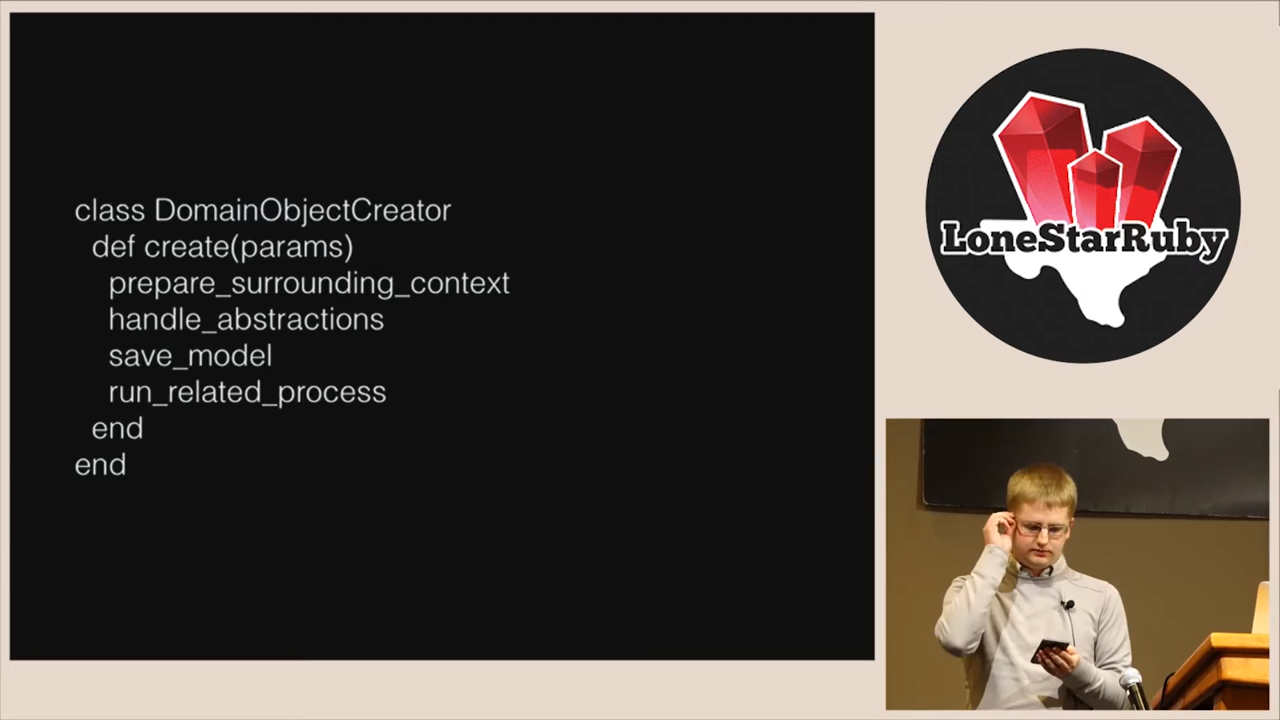 class DomainObjectCreator
def create(params)
prepare_surrounding_context
handle_abstractions
save_model
run_related_process
end
end
LoneStarRuby